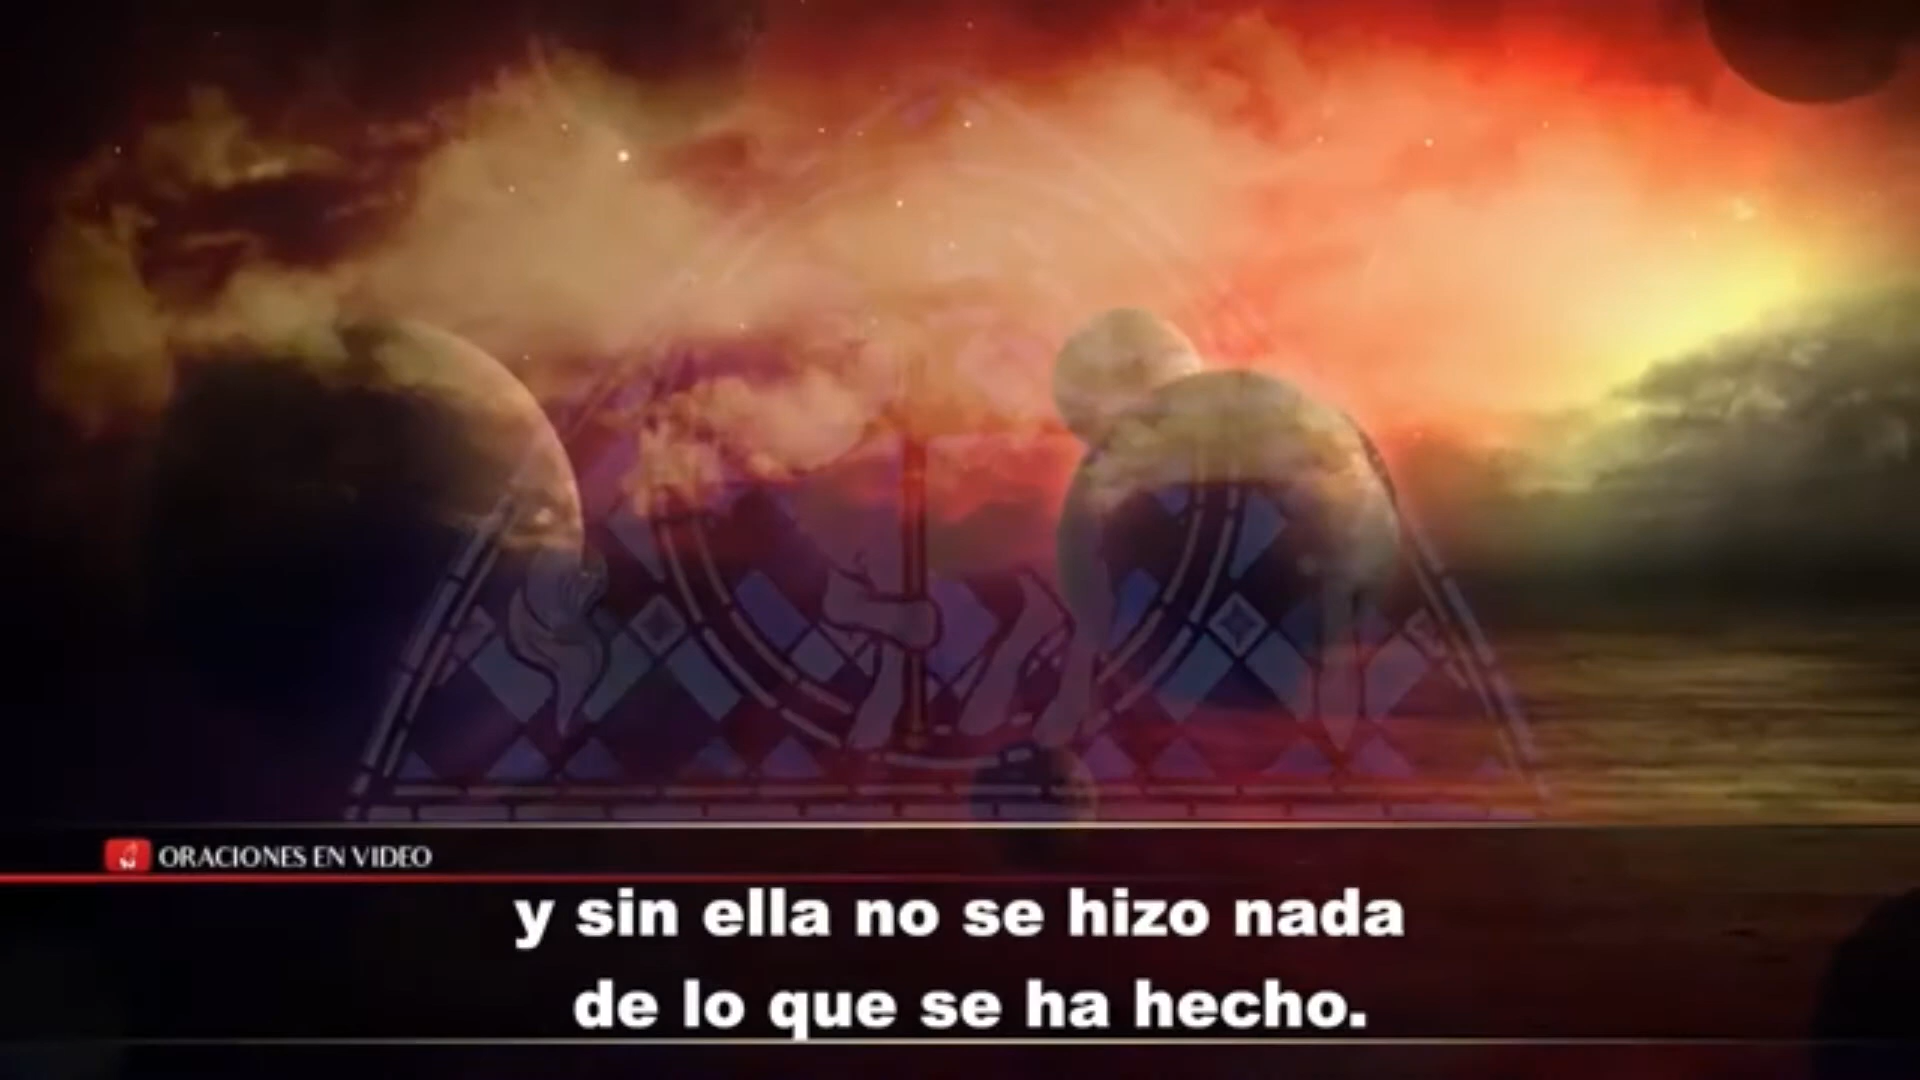 ORACIONES EN VIDEO
y sin ella no se hizo nada
de lo que se ha hecho.